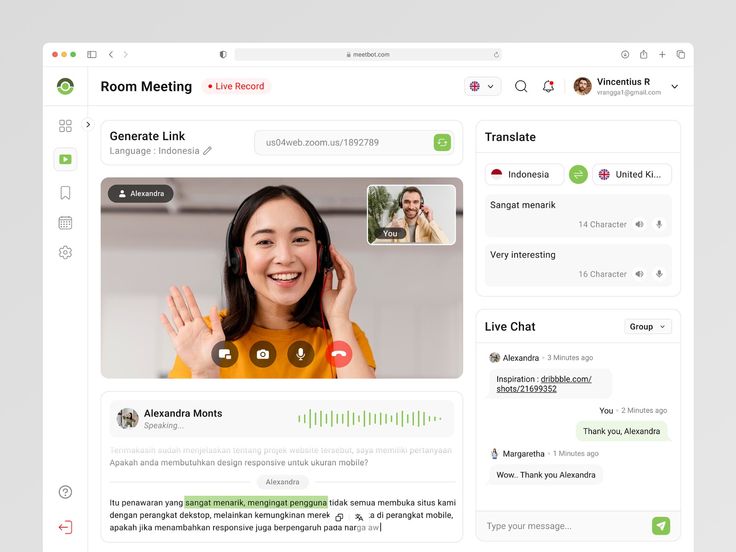 meetbot.com
Room Meeting
Live Record
Vincentius R
vrangga1@gmail.com
Generate Link
Language : Indonesia
us04web.zoom.us/1892789
Alexandra
You
Alexandra Monts
Speaking...
Terimakasih sudah menjelaskan tentang projek website tersebut, saya memiliki pertanyaan
Apakah anda membutuhkan design responsive untuk ukuran mobile?
Alexandra
Itu penawaran yang sangat menarik, mengingat pengguna tidak semua membuka situs kami
dengan perangkat dekstop, melainkan kemungkinan merek a di perangkat mobile,
apakah jika menambahkan responsive juga berpengaruh pada narga aw
Translate
Indonesia
United Ki...
Sangat menarik
14 Character
Very interesting
16 Character
Live Chat
Group
Alexandra • 3 Minutes ago
Inspiration : dribbble.com/
shots/21699352
You • 2 Minutes ago
Thank you, Alexandra
Margaretha • 1 Minutes ago
Wow.. Thank you Alexandra
Type your message...